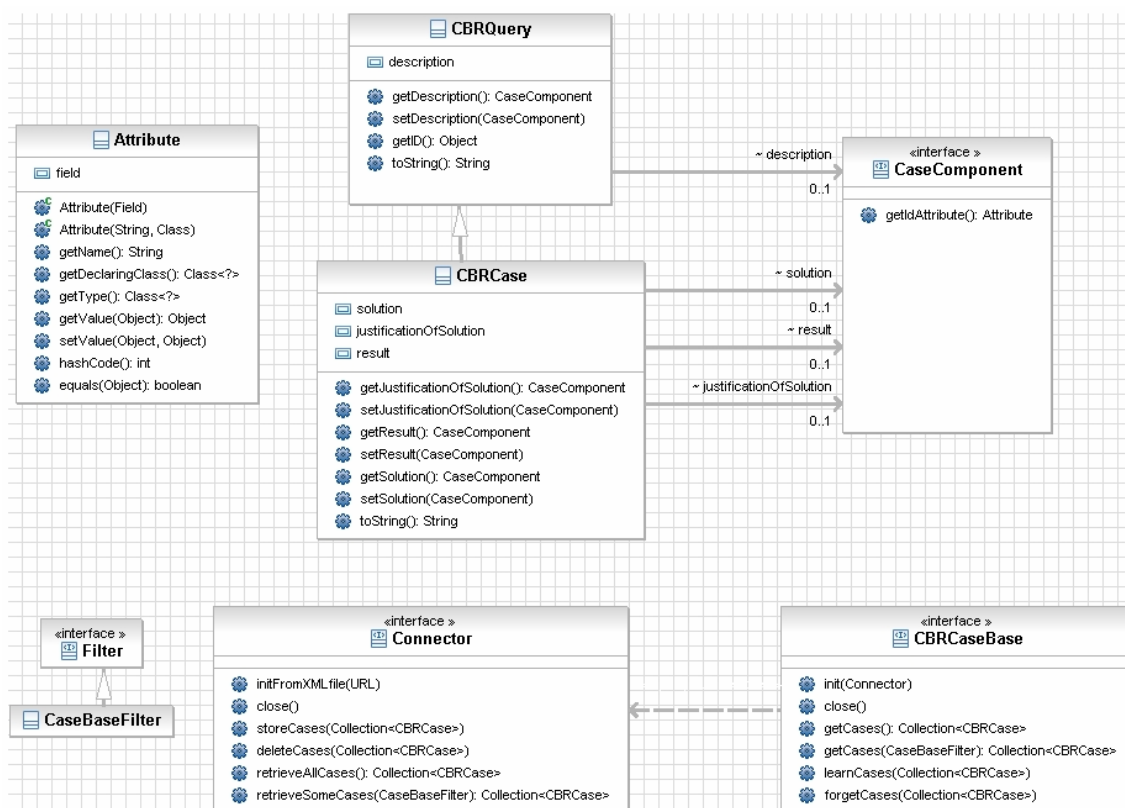 CBRQuery
description
getDescription(): CaseComponent
setDescription(CaseComponent)
getID(): Object
toString(): String
Attribute
field
Attribute(Field)
Attribute(String, Class)
getName(): String
getDeclaringClass(): Class<?>
getType(): Class<?>
getValue(Object): Object
setValue(Object, Object)
hashCode(): int
equals(Object): boolean
~ description
0..1
«interface »
CaseComponent
getIdAttribute(): Attribute
CBRCase
solution
justificationOfSolution
result
getJustificationOfSolution(): CaseComponent
setJustificationOfSolution(CaseComponent)
getResult(): CaseComponent
setResult(CaseComponent)
getSolution(): CaseComponent
setSolution(CaseComponent)
toString(): String
~ solution
0..1
~ result
0..1
~ justificationOfSolution
0..1
«interface »
Filter
CaseBaseFilter
«interface »
Connector
initFromXMLfile(URL)
close()
storeCases(Collection<CBRCase>)
deleteCases(Collection<CBRCase>)
retrieveAllCases(): Collection<CBRCase>
retrieveSomeCases(CaseBaseFilter): Collection<CBRCase>
«interface »
CBRCaseBase
init(Connector)
close()
getCases(): Collection<CBRCase>
getCases(CaseBaseFilter): Collection<CBRCase>
learnCases(Collection<CBRCase>)
forgetCases(Collection<CBRCase>)